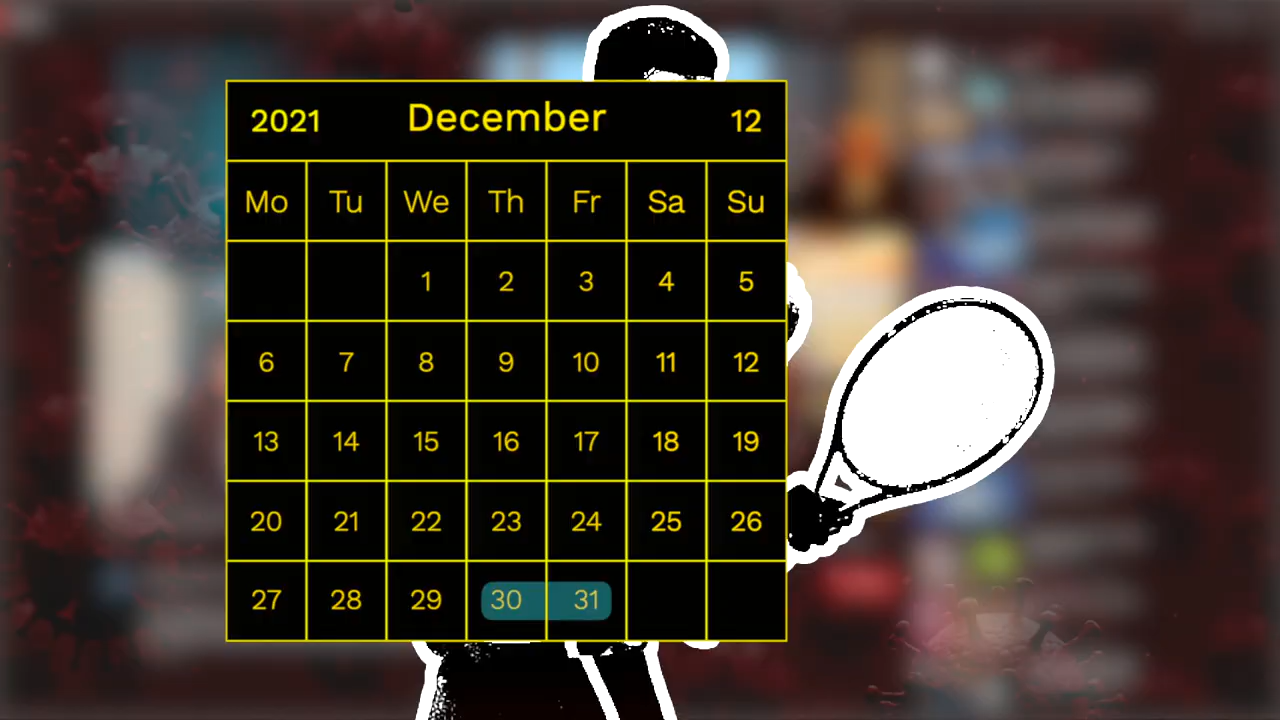 2021 December 12
Mo Tu We Th Fr Sa Su
1 2 3 4 5
6 7 8 9 10 11 12
13 14 15 16 17 18 19
20 21 22 23 24 25 26
27 28 29 30 31